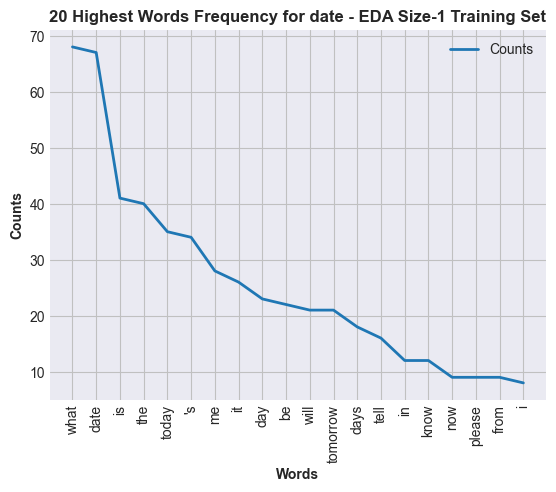 20 Highest Words Frequency for date - EDA Size-1 Training Set
Counts
70
60
50
40
30
20
10
Counts
what
date
is
the
today
's
me
it
day
be
will
tomorrow
days
tell
in
know
now
please
from
i
Words